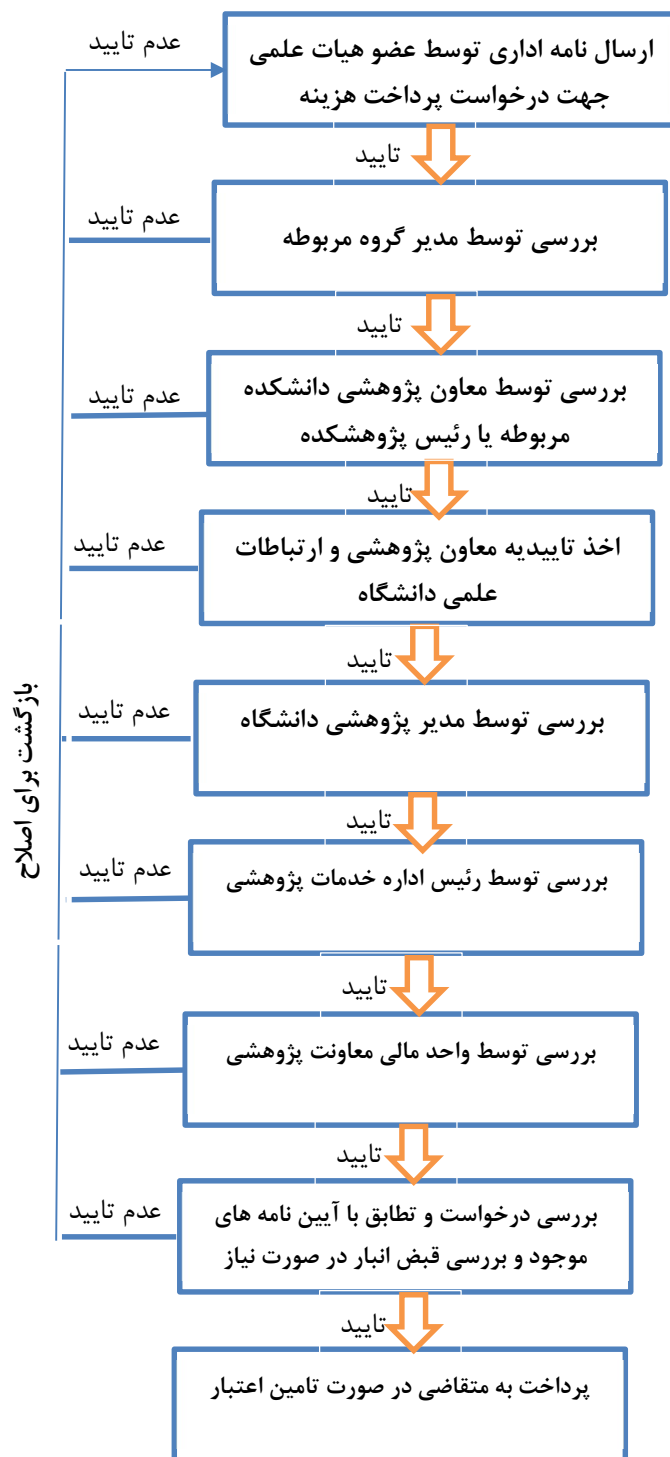 عدم تایید
ارسال نامه اداری توسط عضو هیات علمی
جهت درخواست پرداخت هزینه
تایید
عدم تایید
بررسی توسط مدیر گروه مربوطه
تایید
عدم تایید
بررسی توسط معاون پژوهشی دانشکده
مربوطه یا رئیس پژوهشکده
تایید
عدم تایید
اخذ تاییدیه معاون پژوهشی و ارتباطات
علمی دانشگاه
تایید
عدم تایید
بررسی توسط مدیر پژوهشی دانشگاه
تایید
عدم تایید
بررسی توسط رئیس اداره خدمات پژوهشی
تایید
عدم تایید
بررسی توسط واحد مالی معاونت پژوهشی
تایید
عدم تایید
بررسی درخواست و تطابق با آیین نامه های
موجود و بررسی قبض انبار در صورت نیاز
تایید
پرداخت به متقاضی در صورت تامین اعتبار
بازگشت برای اصلاح